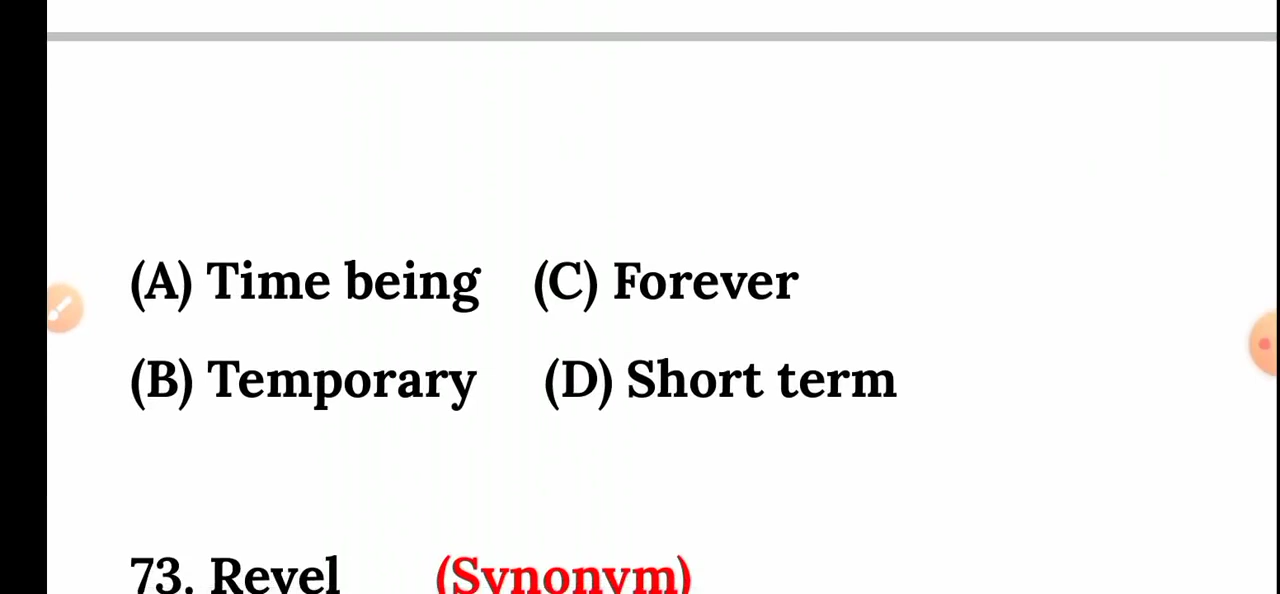 (A) Time being (C) Forever
(B) Temporary (D) Short term
73. Revel (Synonym)